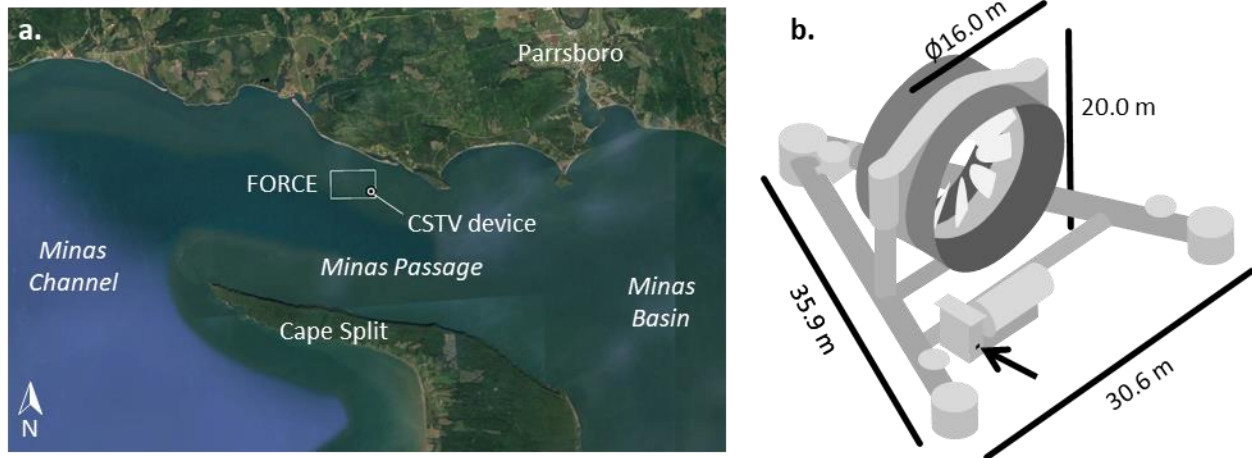 a.
Parrsboro
FORCE
CSTV device
Minas
Channel
Minas Passage
Minas
Basin
Cape Split
N
b.
Ø16.0 m
20.0 m
35.9 m
30.6 m